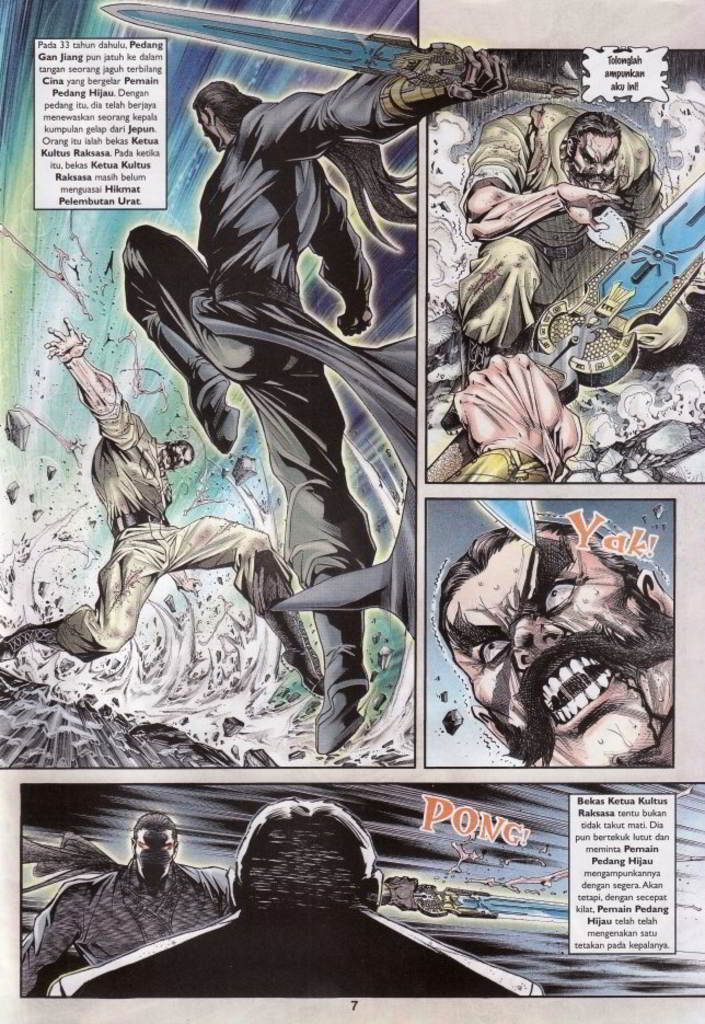 Pada 33 tahun dahulu, Pedang
Gan Jiang pun jatuh ke dalam
tangan seorang jaguh terbilang
Cina yang bergelar Pemain
Pedang Hijau. Dengan
pedang itu, dia telah berjaya
menewaskan seorang kepala
kumpulan gelap dari Jepun.
Orang itu ialah bekas Ketua
Kultus Raksasa. Pada ketika
itu, bekas Ketua Kultus
Raksasa masih belum
menguasai Hikmat
Pelembutan Urat.
Tolonglah
ampunkan
aku ini!!
Yak!
PONG!
Bekas Ketua Kultus
Raksasa tentu bukan
tidak takut mati. Dia
pun bertekuk lutut dan
meminta Pemain
Pedang Hijau
mengampunkannya
dengan segera. Akan
tetapi, dengan secepat
kilat, Pemain Pedang
Hijau telah telah
mengenakan satu
tetakan pada kepalanya.
7